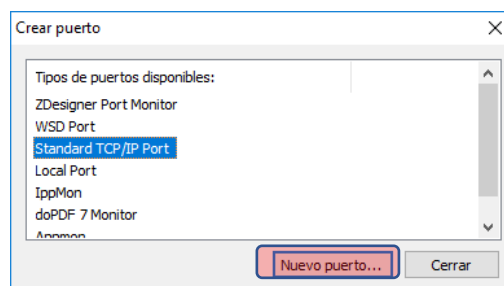 Crear puerto
Tipos de puertos disponibles:
ZDesigner Port Monitor
WSD Port
Standard TCP/IP Port
Local Port
IppMon
doPDF 7 Monitor
Appmon
Nuevo puerto... Cerrar